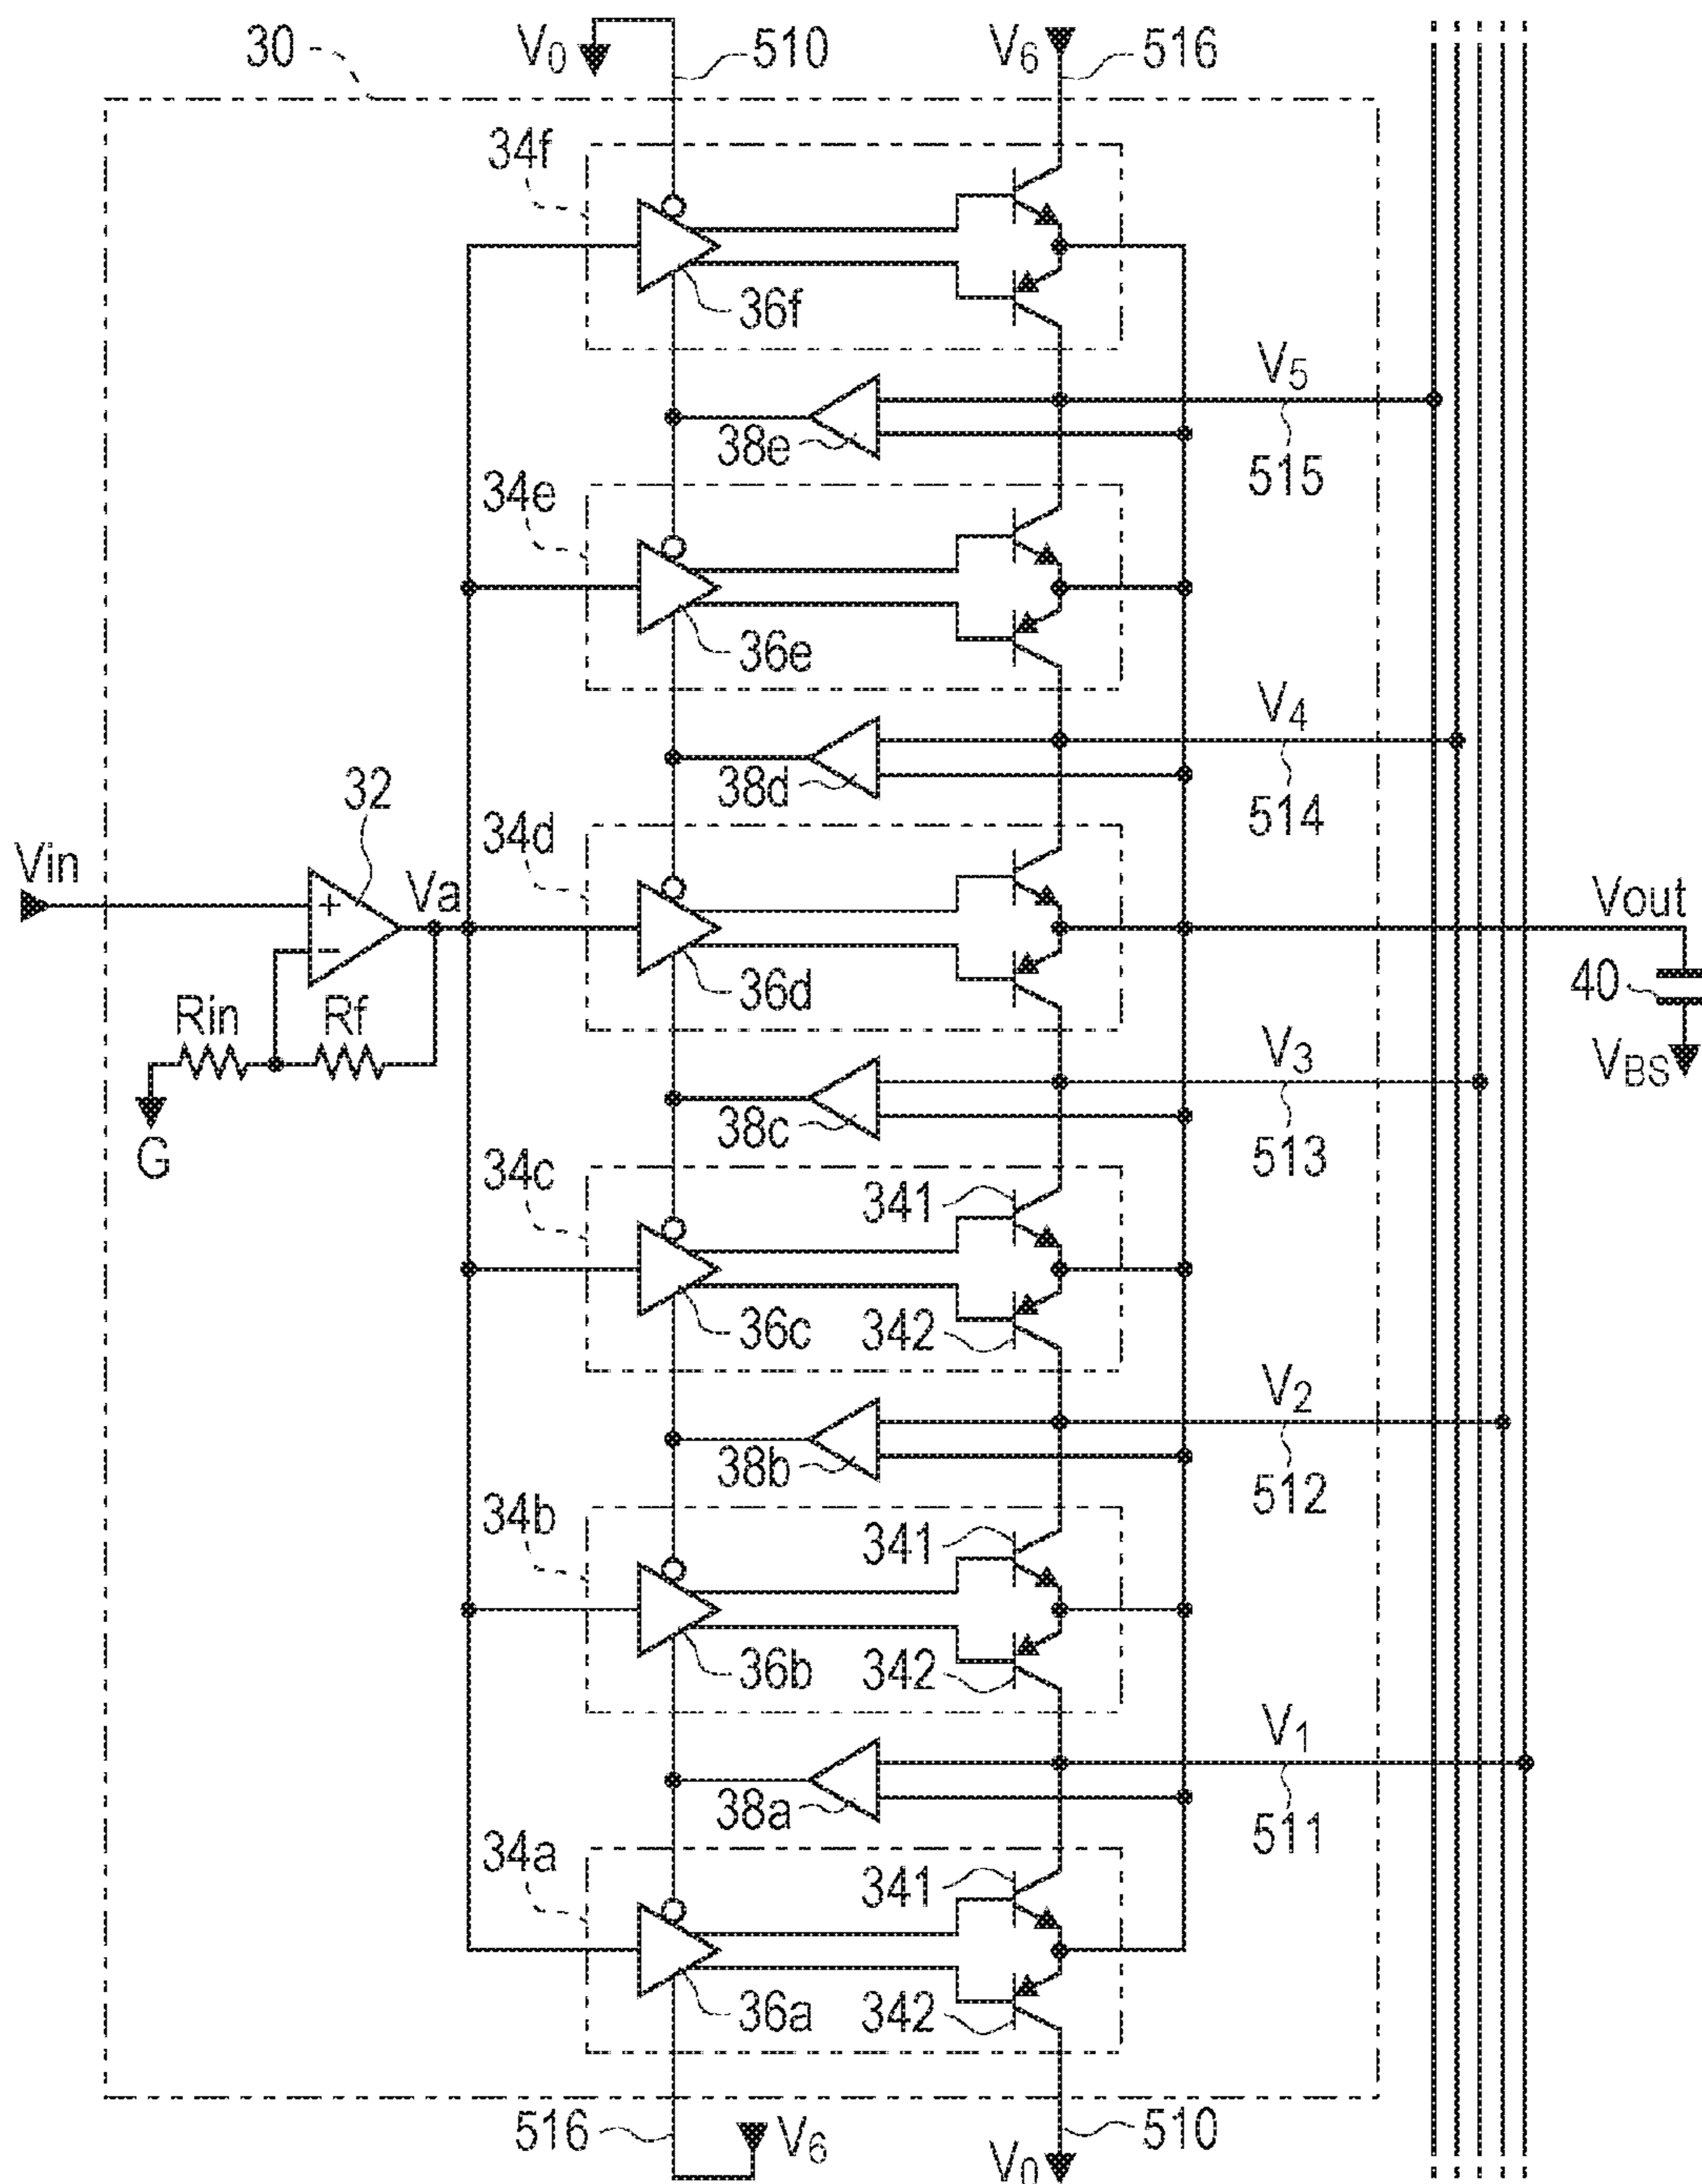 30
V0
510
V6
516
34f
36f
V5
38e
515
34e
36e
V4
38d
514
32
34d
Vin
Va
+
−
Vout
36d
40
Rin
Rf
V3
VBS
38c
G
513
34c
341
36c
342
V2
38b
512
34b
341
36b
342
V1
38a
511
34a
341
36a
342
516
V6
V0
510